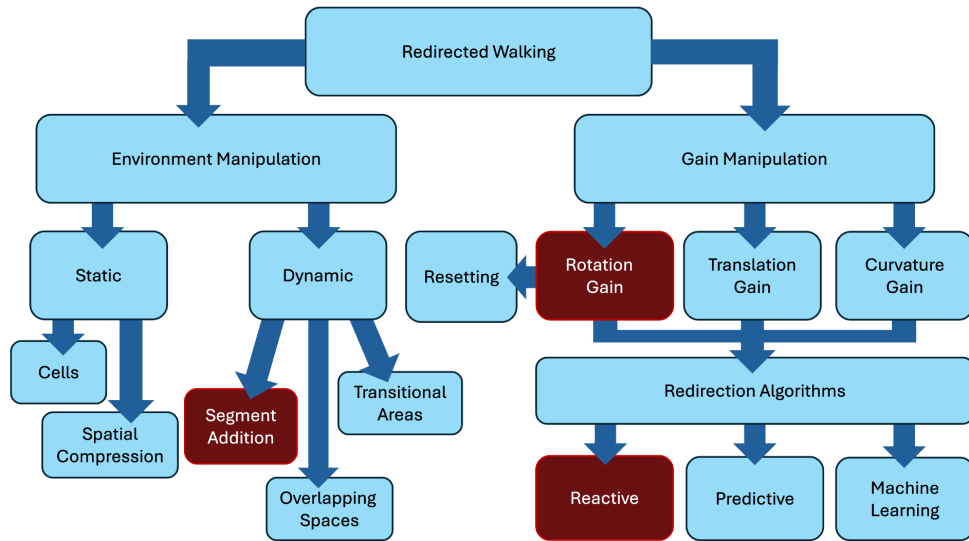 Redirected Walking
Environment Manipulation
Gain Manipulation
Static
Dynamic
Resetting
Rotation
Gain
Translation
Gain
Curvature
Gain
Cells
Spatial
Compression
Segment
Addition
Transitional
Areas
Overlapping
Spaces
Redirection Algorithms
Reactive
Predictive
Machine
Learning